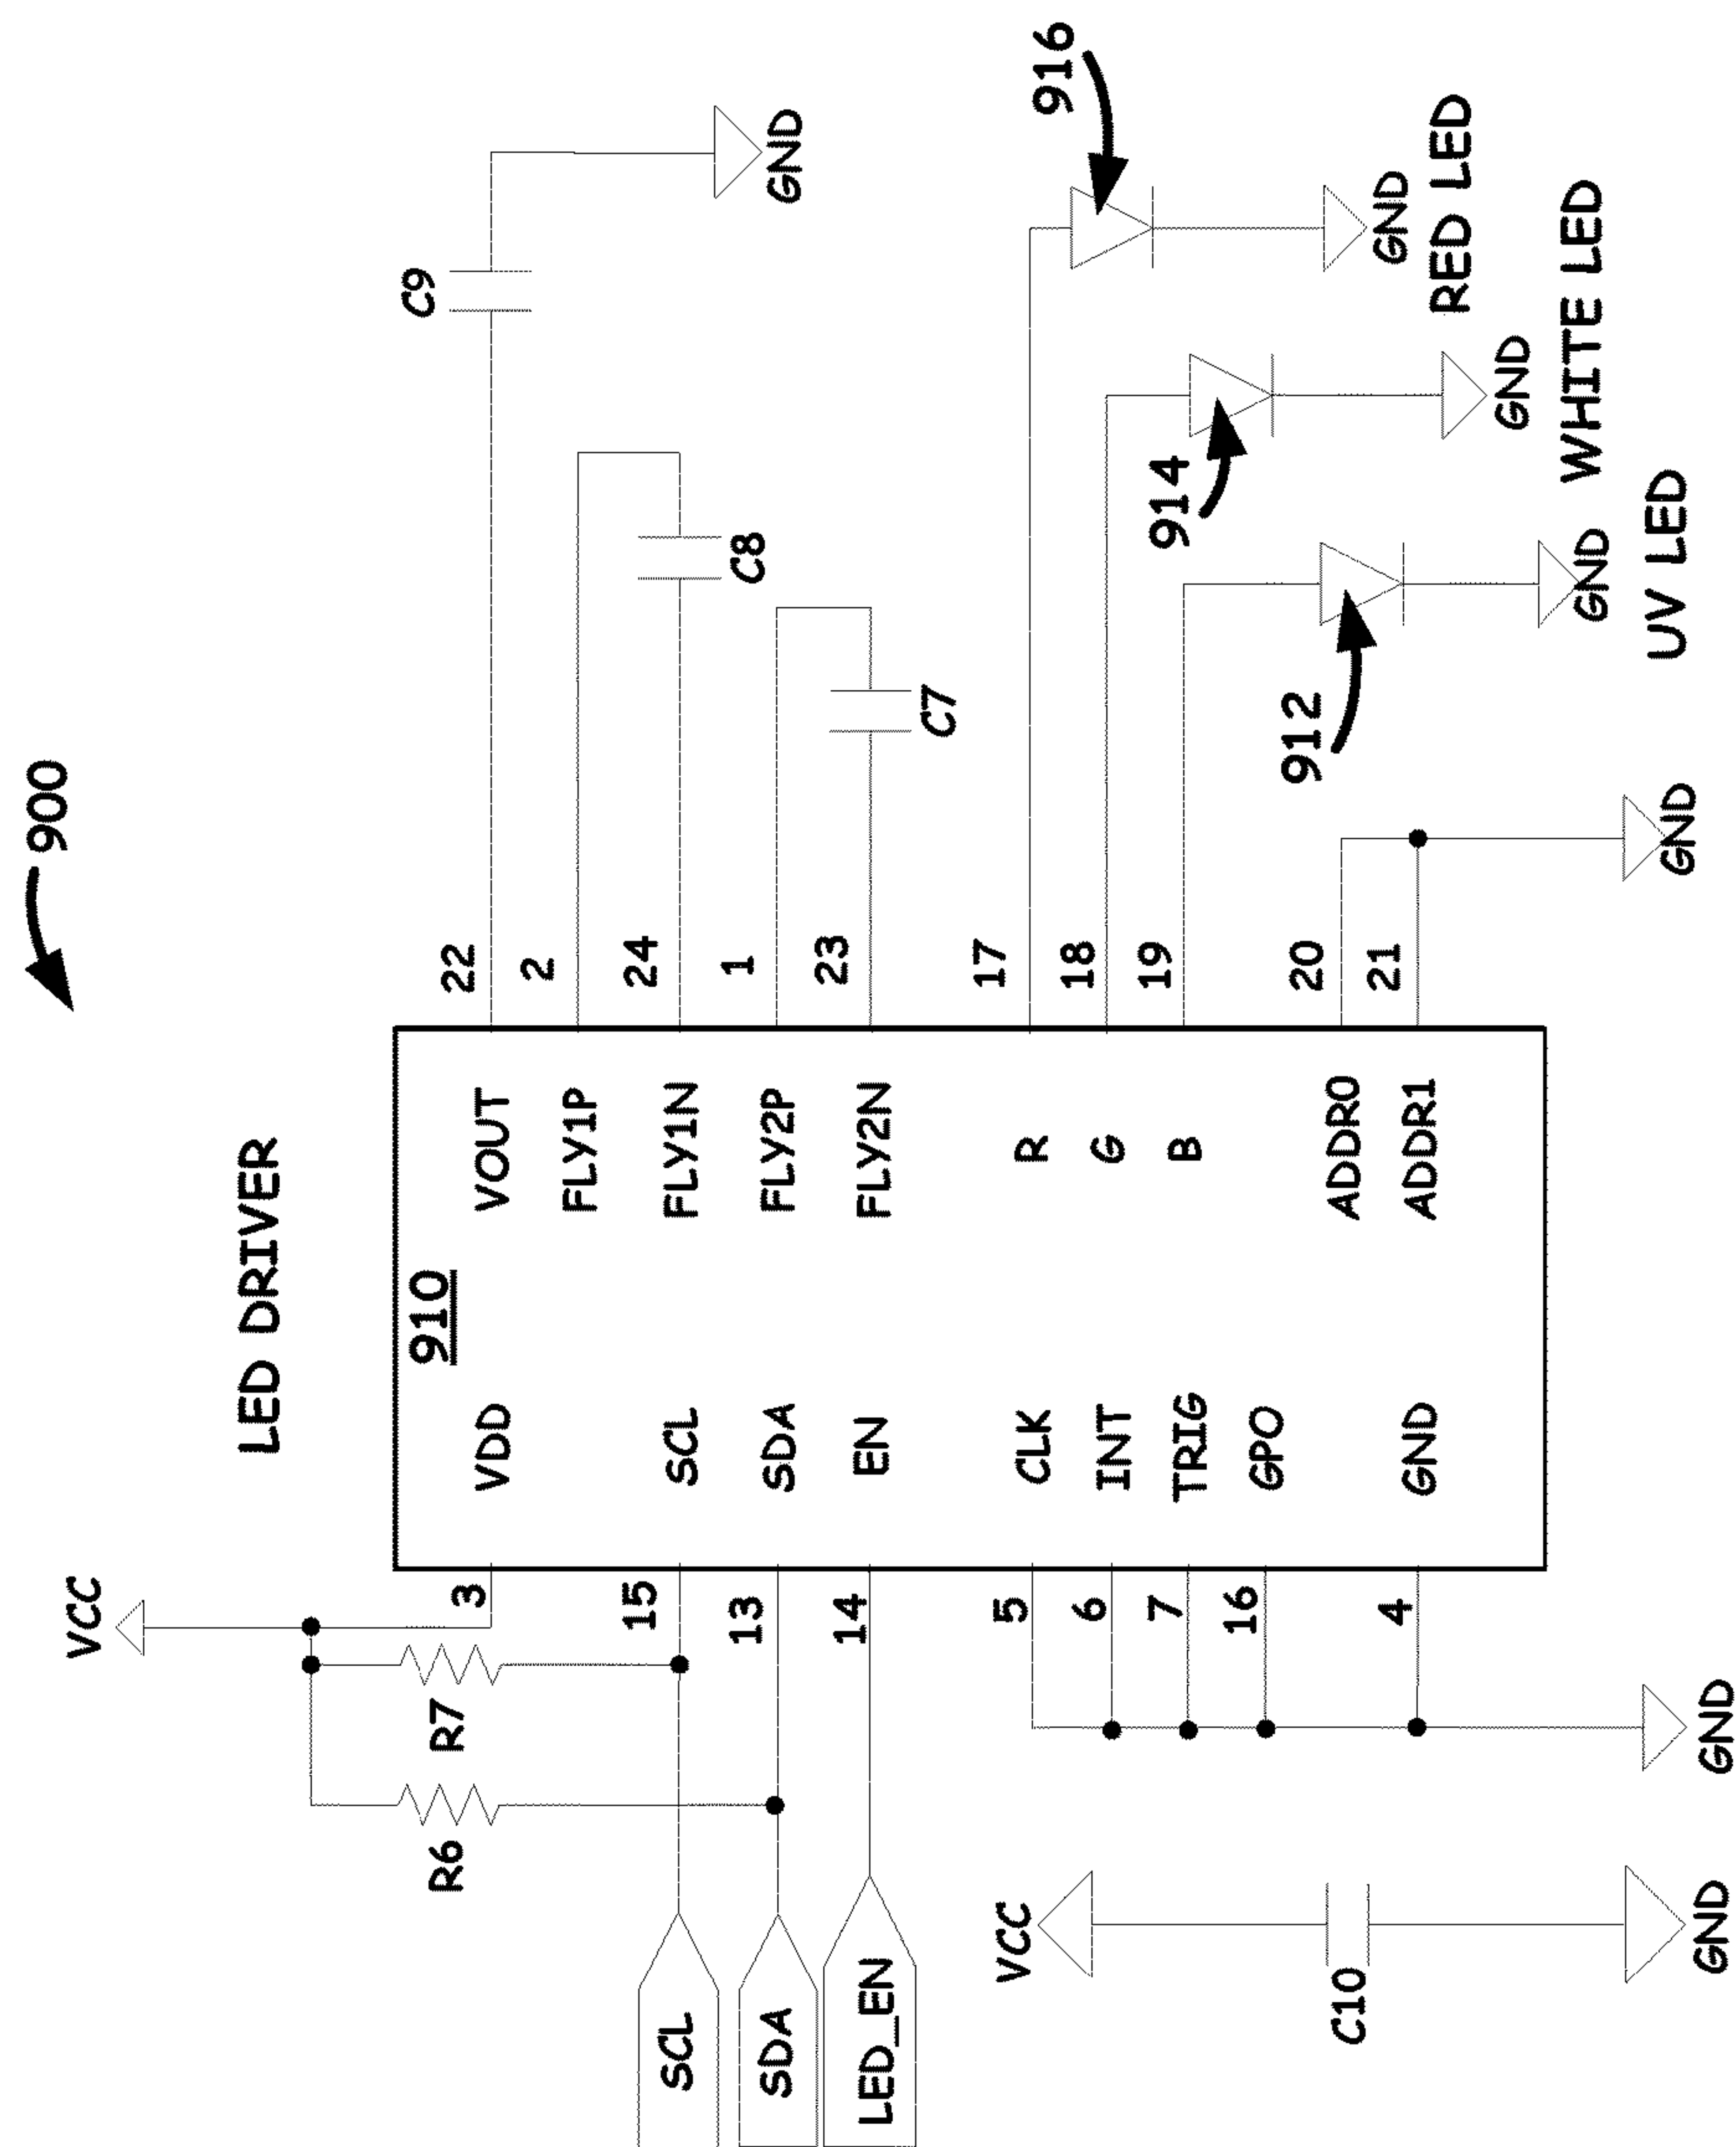 900
LED DRIVER
VCC
R6
R7
SCL
SDA
LED_EN
3
15
13
14
5
6
7
16
4
910
VDD
SCL
SDA
EN
CLK
INT
TRIG
GPO
GND
VOUT
FLY1P
FLY1N
FLY2P
FLY2N
R
G
B
ADDR0
ADDR1
22
2
24
1
23
17
18
19
20
21
C9
GND
C8
C7
916
914
912
GND
RED LED
GND
WHITE LED
GND
UV LED
GND
GND
VCC
C10
GND